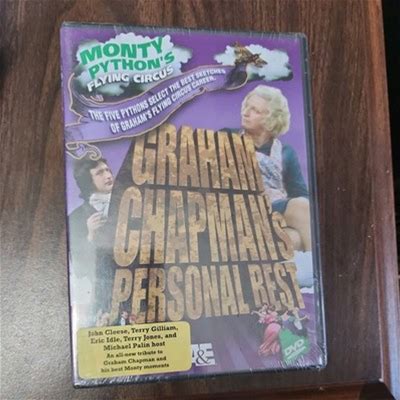 MONTY
PYTHON'S
FLYING CIRCUS
THE FIVE PYTHONS SELECT THE BEST SKETCHES
OF GRAHAM'S FLYING CIRCUS CAREER.
GRAHAM
CHAPMAN'S
PERSONAL BEST
John Cleese, Terry Gilliam,
Eric Idle, Terry Jones, and
Michael Palin host
An all-new tribute to
Graham Chapman and
his best Monty moments
A&E
DVD